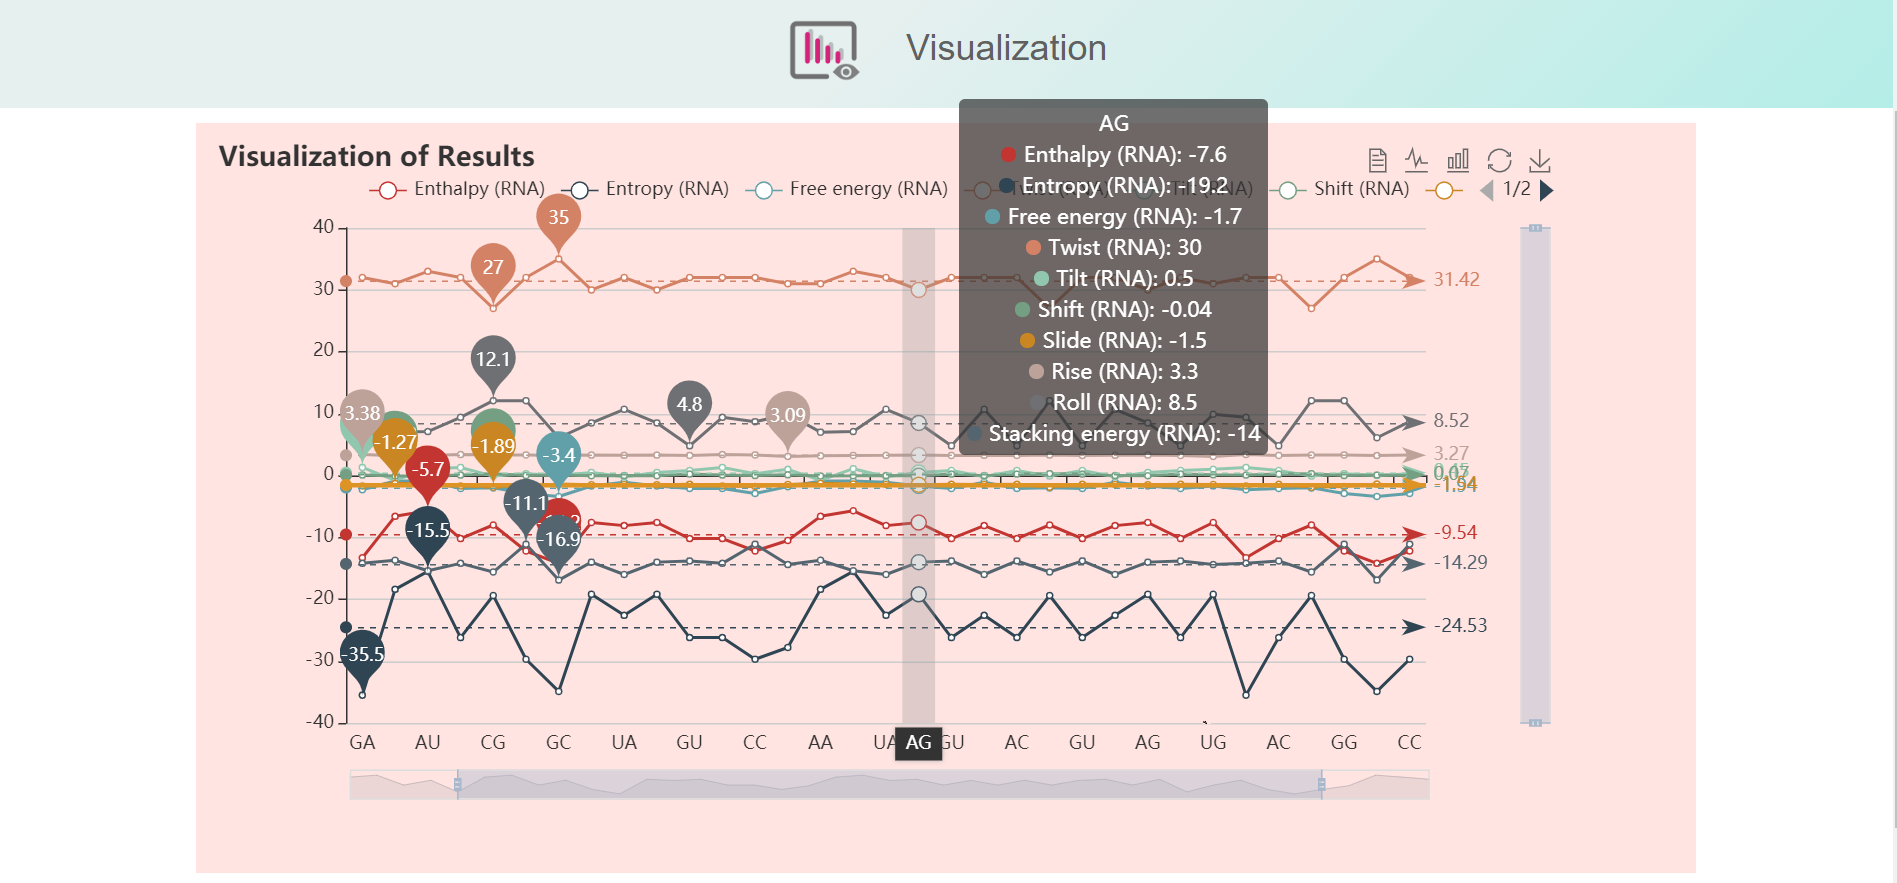 Visualization
Visualization of Results
Enthalpy (RNA)
Entropy (RNA)
Free energy (RNA)
Shift (RNA)
1/2
AG
Enthalpy (RNA): -7.6
Entropy (RNA): -19.2
Free energy (RNA): -1.7
Twist (RNA): 30
Tilt (RNA): 0.5
Shift (RNA): -0.04
Slide (RNA): -1.5
Rise (RNA): 3.3
Roll (RNA): 8.5
Stacking energy (RNA): -14
40
30
20
10
0
-10
-20
-30
-40
35
27
12.1
4.8
3.38
3.09
-1.27
-1.89
-5.7
-3.4
-11.1
-15.5
-16.9
-35.5
31.42
8.52
3.27
-9.54
-14.29
-24.53
GA AU CG GC UA GU CC AA UA AG GU AC GU AG UG AC GG CC